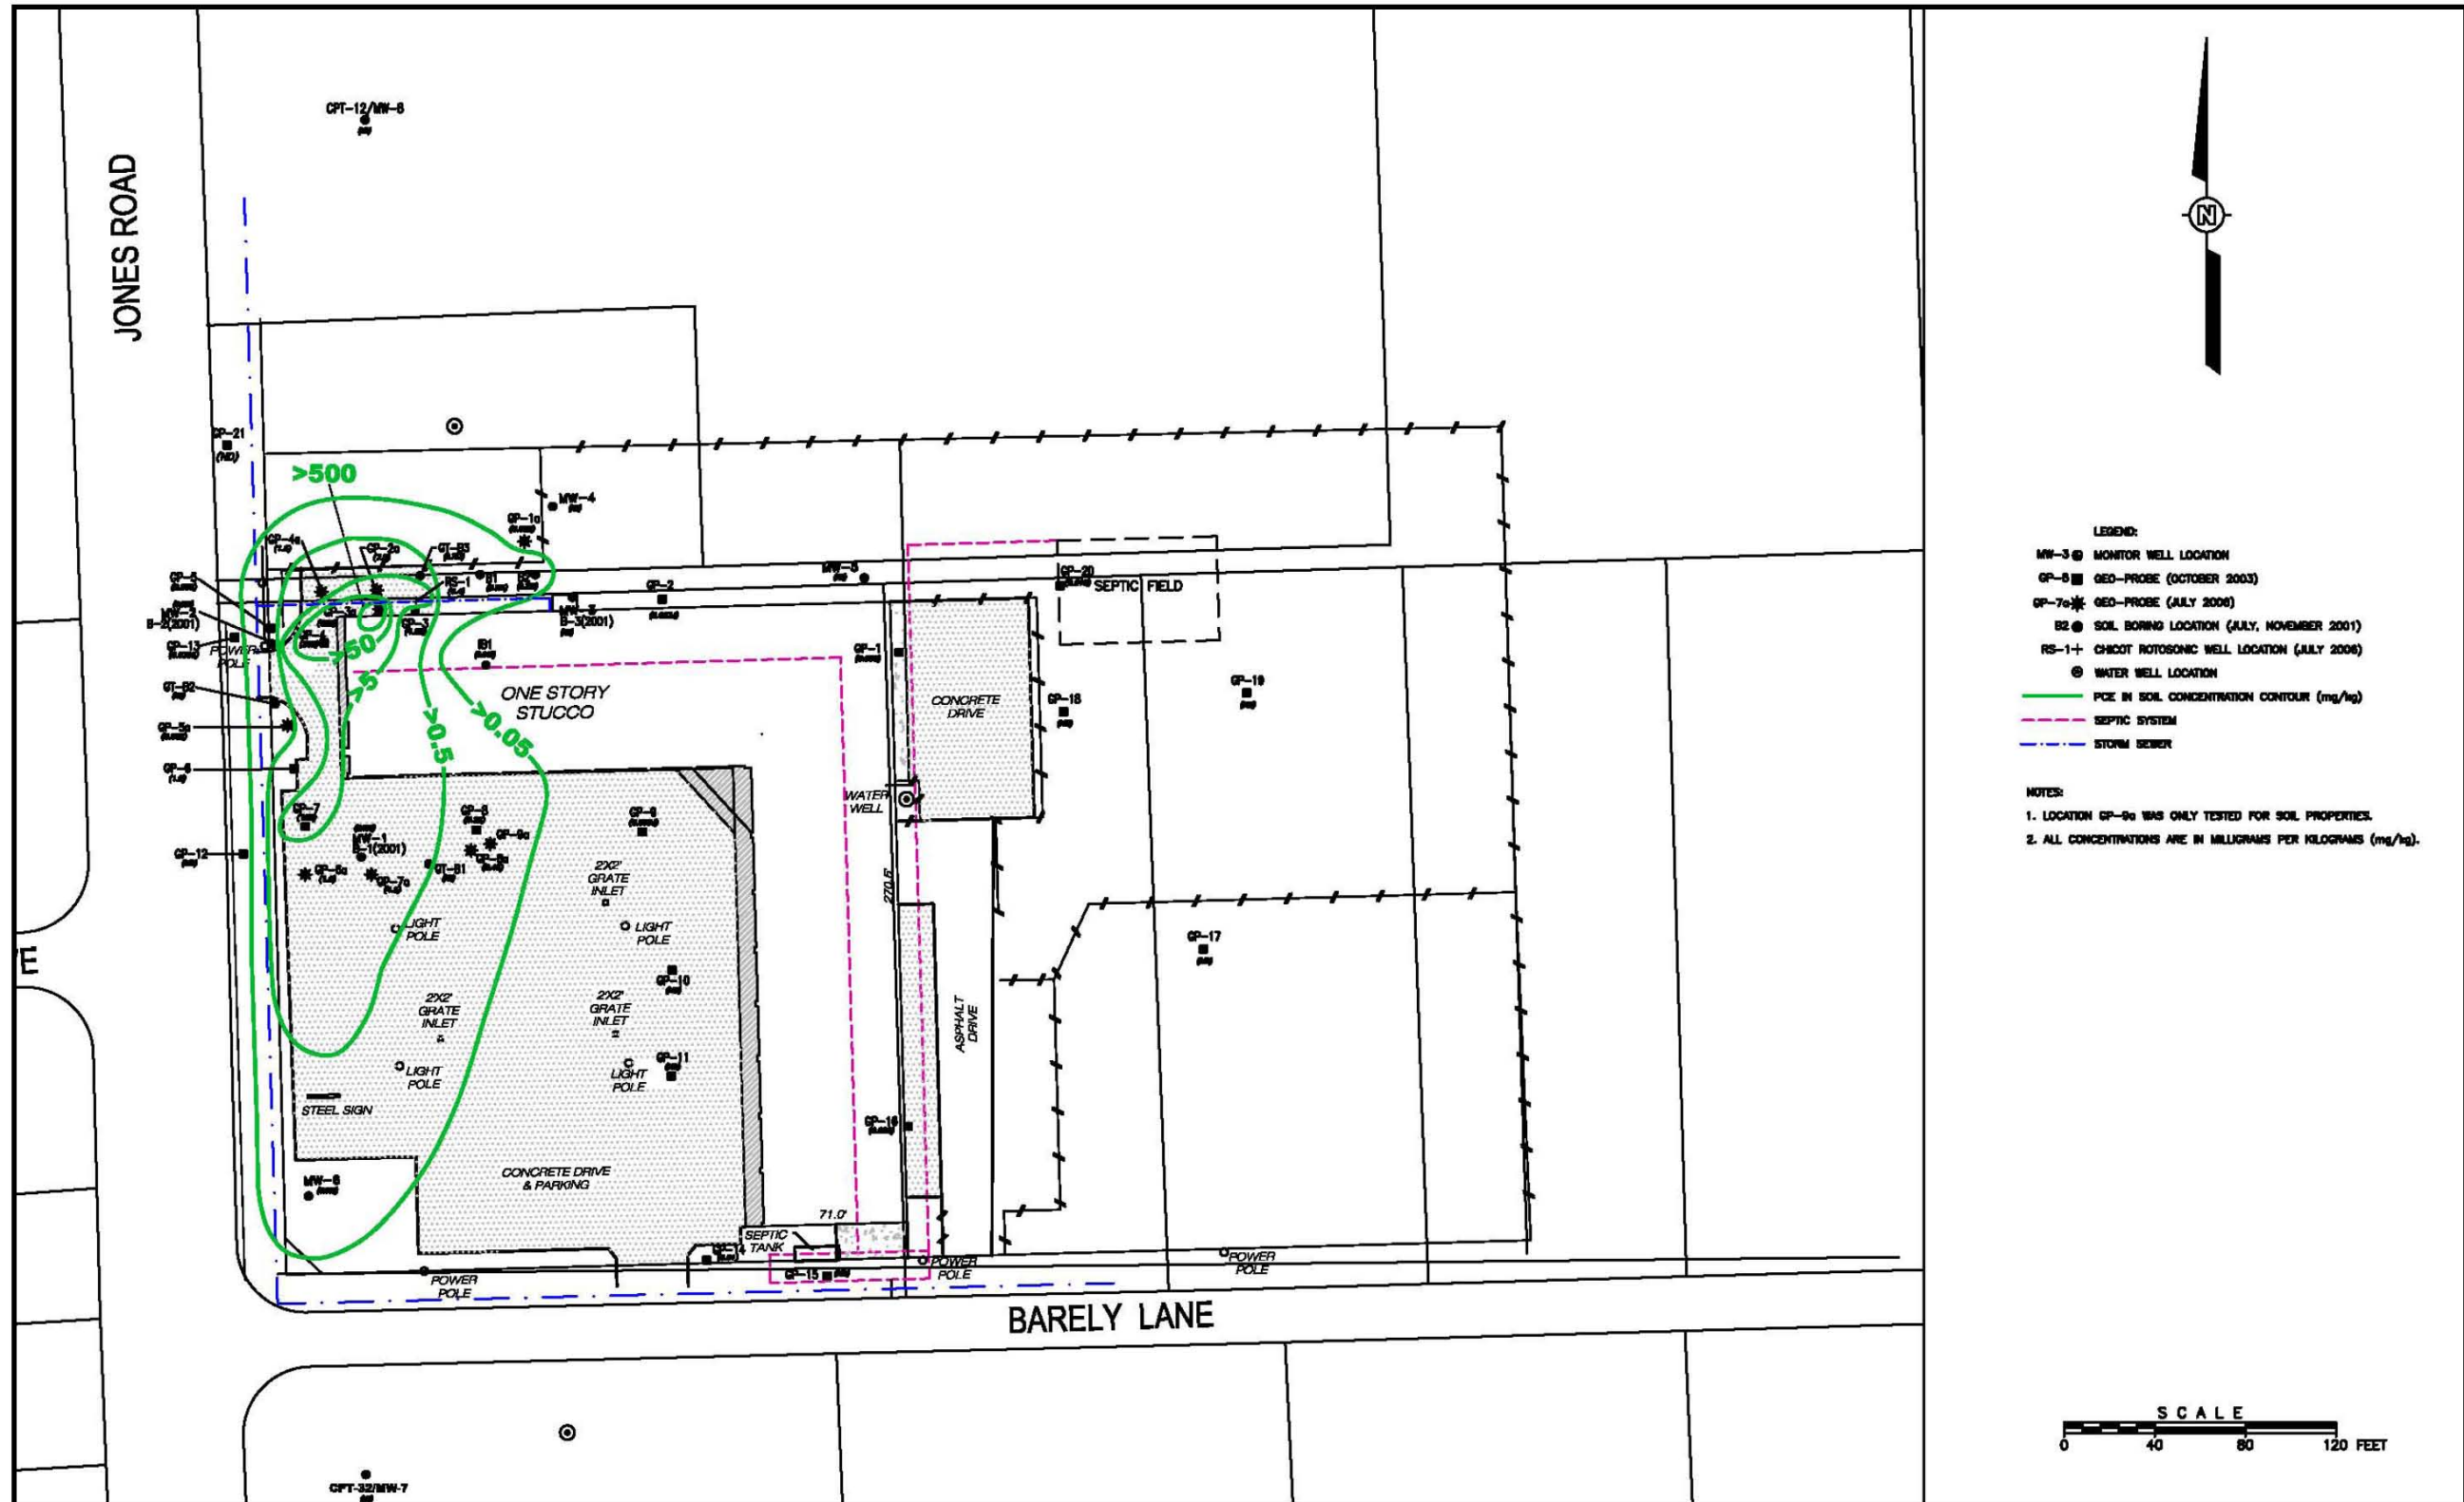 CPT-12/MW-8
JONES ROAD
GP-21
(ND)
>500
MW-4
GP-1a
GP-4a
GP-2a
GT-B3
RS-1
B1
MW-5
GP-2
GP-20
SEPTIC FIELD
GP-5
MW-2
B-2(2001)
GP-13
POWER
POLE
GP-3a
GP-4
GP-3
>50
MW-3
B-3(2001)
GP-1
>5
GT-B2
GP-5a
GP-6
ONE STORY
STUCCO
>0.5
>0.05
CONCRETE
DRIVE
GP-18
GP-19
WATER
WELL
GP-7
GP-8
GP-9a
GP-9
MW-1
B-1(2001)
GP-12
GP-6a
GP-7a
GT-B1
2'X2'
GRATE
INLET
270.6'
LIGHT
POLE
LIGHT
POLE
GP-17
E
GP-10
2'X2'
GRATE
INLET
2'X2'
GRATE
INLET
ASPHALT
DRIVE
GP-11
LIGHT
POLE
LIGHT
POLE
STEEL SIGN
GP-16
CONCRETE DRIVE
& PARKING
MW-6
71.0'
SEPTIC
TANK
GP-15
POWER
POLE
POWER
POLE
POWER
POLE
BARELY LANE
CPT-32/MW-7
N
LEGEND:
MW-3 MONITOR WELL LOCATION
GP-8 GEO-PROBE (OCTOBER 2003)
GP-7a GEO-PROBE (JULY 2006)
B2 SOIL BORING LOCATION (JULY, NOVEMBER 2001)
RS-1 CHICOT ROTOSONIC WELL LOCATION (JULY 2006)
WATER WELL LOCATION
PCE IN SOIL CONCENTRATION CONTOUR (mg/kg)
SEPTIC SYSTEM
STORM SEWER
NOTES:
1. LOCATION GP-9a WAS ONLY TESTED FOR SOIL PROPERTIES.
2. ALL CONCENTRATIONS ARE IN MILLIGRAMS PER KILOGRAMS (mg/kg).
SCALE
0 40 80 120 FEET